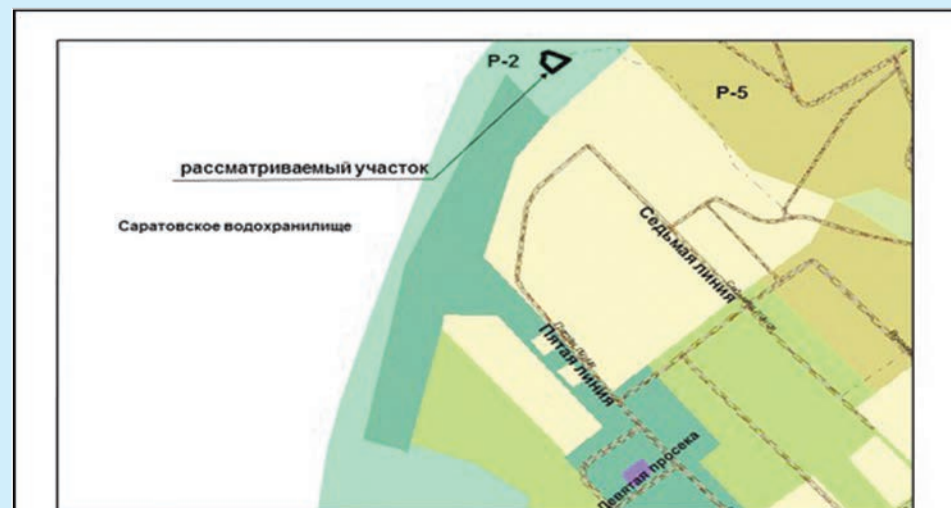 Р-2
Р-5
рассматриваемый участок
Саратовское водохранилище
Седьмая линия
Пятая линия
Девятая просека